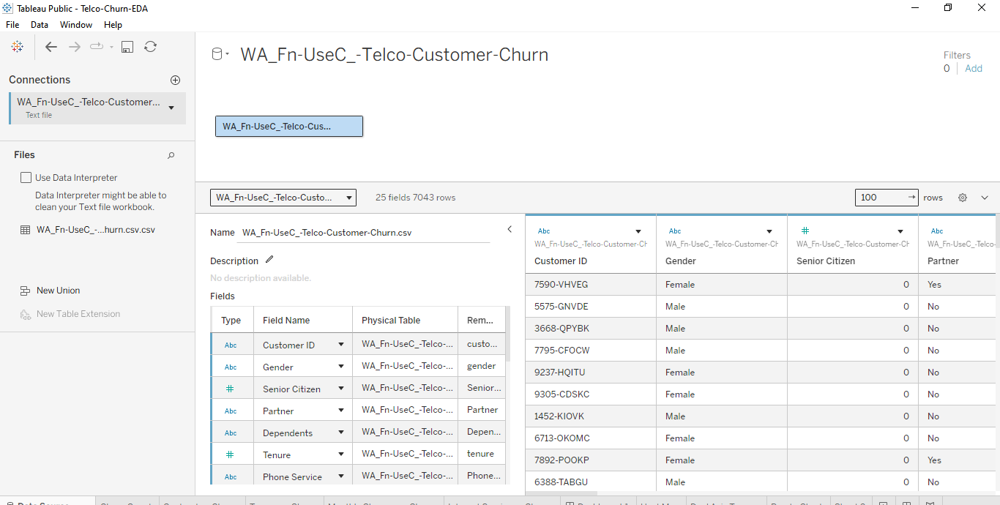 Tableau Public - Telco-Churn-EDA
File Data Window Help
Connections
WA_Fn-UseC_-Telco-Customer...
Text file
Files
Use Data Interpreter
Data Interpreter might be able to
clean your Text file workbook.
WA_Fn-UseC_-...hurn.csv.csv
New Union
New Table Extension
WA_Fn-UseC_-Telco-Customer-Churn
Filters
0 Add
WA_Fn-UseC_-Telco-Cus...
WA_Fn-UseC_-Telco-Custo... 25 fields 7043 rows 100 rows
Name WA_Fn-UseC_-Telco-Customer-Churn.csv
Description
No description available.
Fields
Type Field Name Physical Table Rem...
Abc Customer ID WA_Fn-UseC_-Telco-... custo...
Abc Gender WA_Fn-UseC_-Telco-... gender
# Senior Citizen WA_Fn-UseC_-Telco-... Senior...
Abc Partner WA_Fn-UseC_-Telco-... Partner
Abc Dependents WA_Fn-UseC_-Telco-... Depen...
# Tenure WA_Fn-UseC_-Telco-... tenure
Abc Phone Service WA_Fn-UseC_-Telco-... Phone...
Abc Abc # Abc
WA_Fn-UseC_-Telco-Customer-Ch WA_Fn-UseC_-Telco-Customer-Ch WA_Fn-UseC_-Telco-Customer-Ch WA_Fn-UseC_-Telco-
Customer ID Gender Senior Citizen Partner
7590-VHVEG Female 0 Yes
5575-GNVDE Male 0 No
3668-QPYBK Male 0 No
7795-CFOCW Male 0 No
9237-HQITU Female 0 No
9305-CDSKC Female 0 No
1452-KIOVK Male 0 No
6713-OKOMC Female 0 No
7892-POOKP Female 0 Yes
6388-TABGU Male 0 No
Data Source